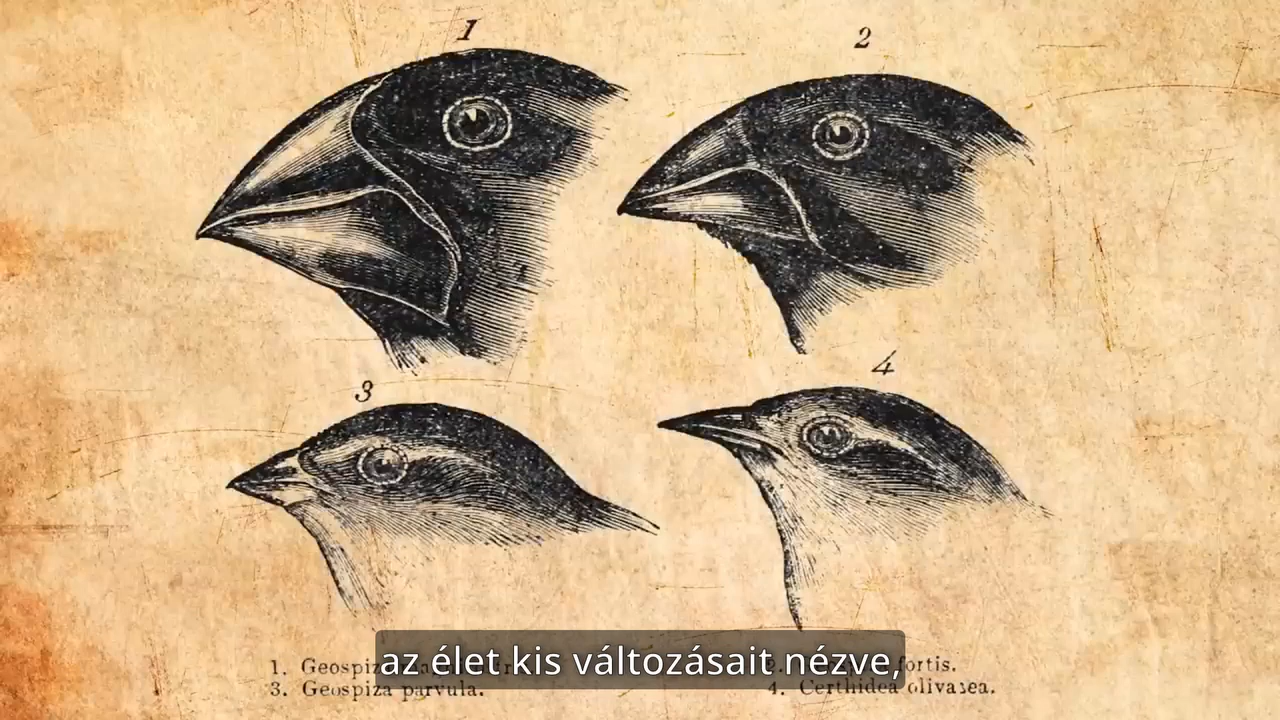 1
2
3
4
az élet kis változásait nézve,
1. Geospiz
fortis.
3. Geospiza parvula.
4. Certhidea olivasea.